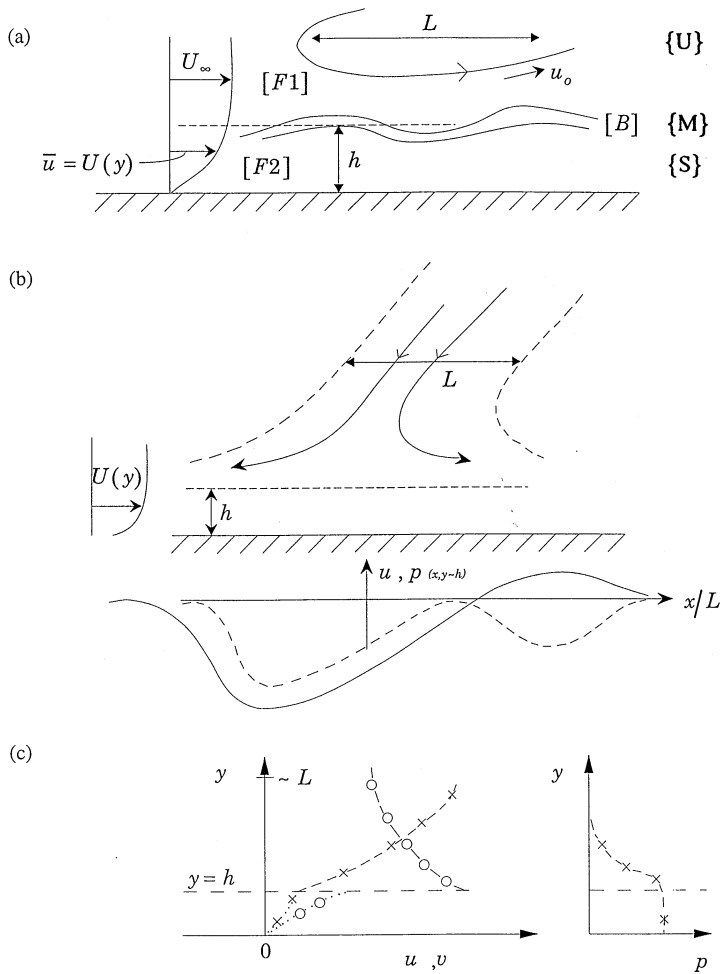 (a)
L
{U}
U∞
[F1]
u_o
[B]
{M}
ū = U(y)
[F2]
h
{S}
(b)
L
U(y)
h
u , p (x,y~h)
x/L
(c)
y
~ L
y
y = h
0
u ,v
p